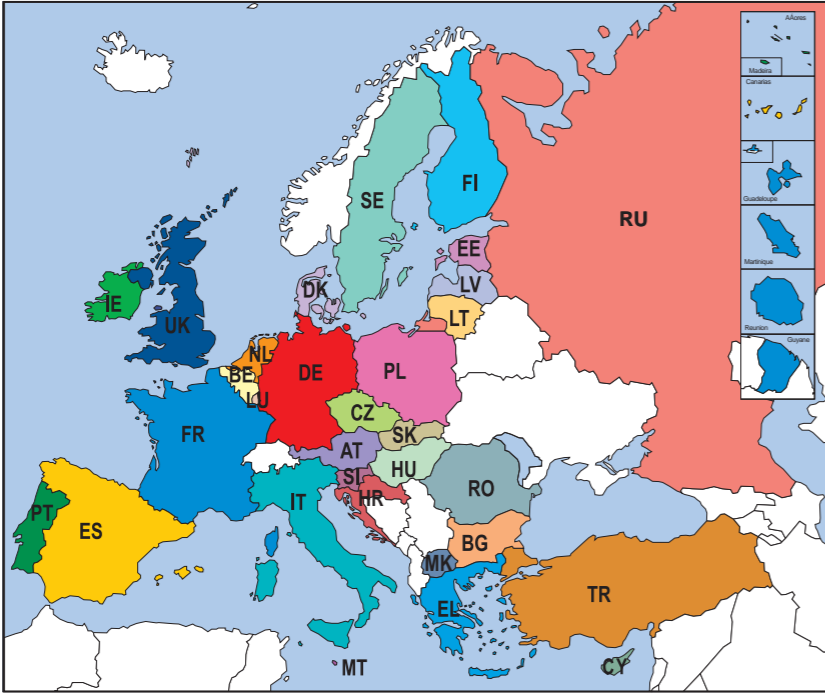 AÃores
Madeira
Canarias
Guadeloupe
Martinique
Reunion
Guyane
SE
FI
RU
EE
LV
DK
LT
IE
UK
NL
BE
DE
PL
LU
CZ
FR
SK
AT
HU
SI
HR
IT
RO
PT
ES
BG
MK
TR
EL
MT
CY